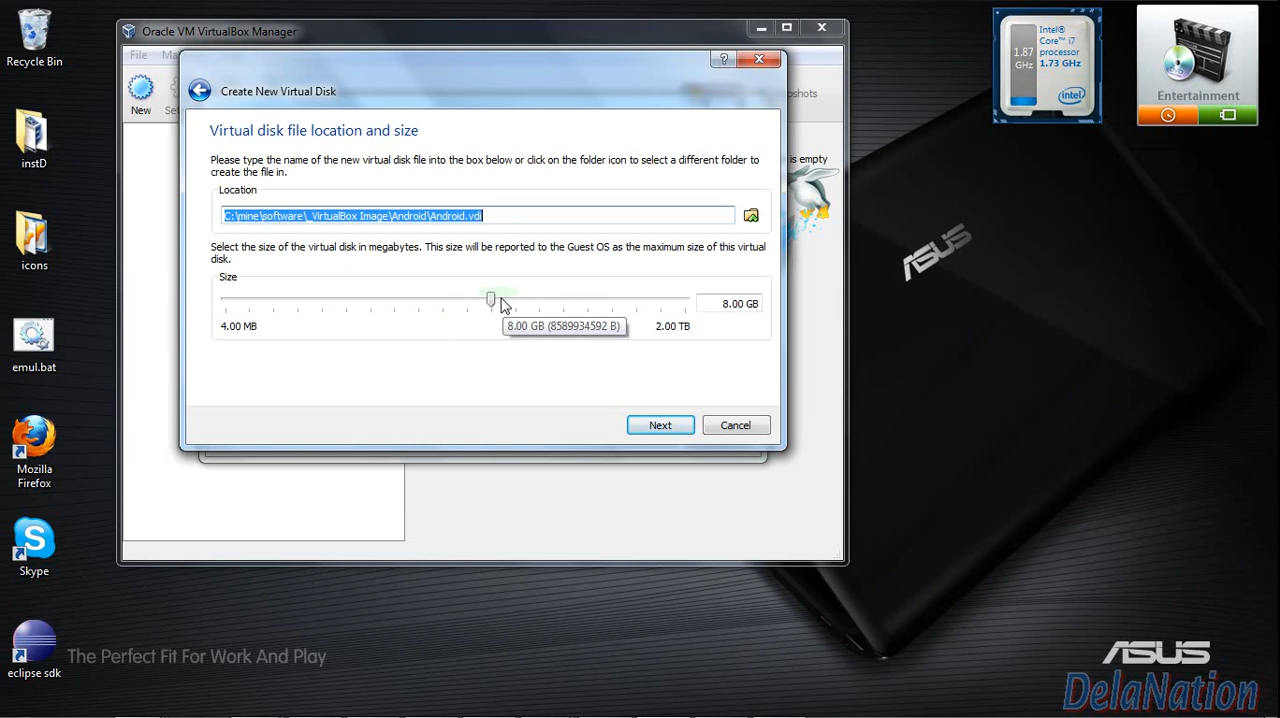 Recycle Bin
instD
icons
emul.bat
Mozilla
Firefox
Skype
eclipse sdk
Oracle VM VirtualBox Manager
File
Ma
New
Set
pshots
is empty
Create New Virtual Disk
Virtual disk file location and size
Please type the name of the new virtual disk file into the box below or click on the folder icon to select a different folder to
create the file in.
Location
C:\mine\software\_VirtualBox Image\Android\Android.vdi
Select the size of the virtual disk in megabytes. This size will be reported to the Guest OS as the maximum size of this virtual
disk.
Size
8.00 GB
4.00 MB
8.00 GB (8589934592 B)
2.00 TB
Next
Cancel
1.87
GHz
Intel®
Core™ i7
processor
1.73 GHz
intel
Entertainment
ASUS
The Perfect Fit For Work And Play
ASUS
DelaNation